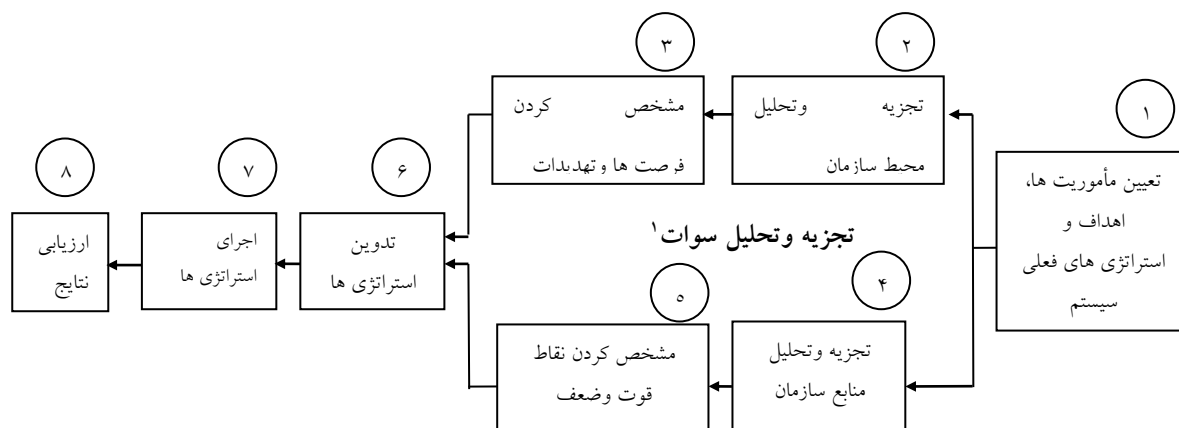 ۱
تعیین مأموریت ها،
اهداف و
استراتژی های فعلی
سیستم
۲
تجزیه وتحلیل
محیط سازمان
۳
مشخص کردن
فرصت ها وتهدیدات
تجزیه وتحلیل سوات۱
۴
تجزیه وتحلیل
منابع سازمان
۵
مشخص کردن نقاط
قوت وضعف
۶
تدوین
استراتژی ها
۷
اجرای
استراتژی ها
۸
ارزیابی
نتایج